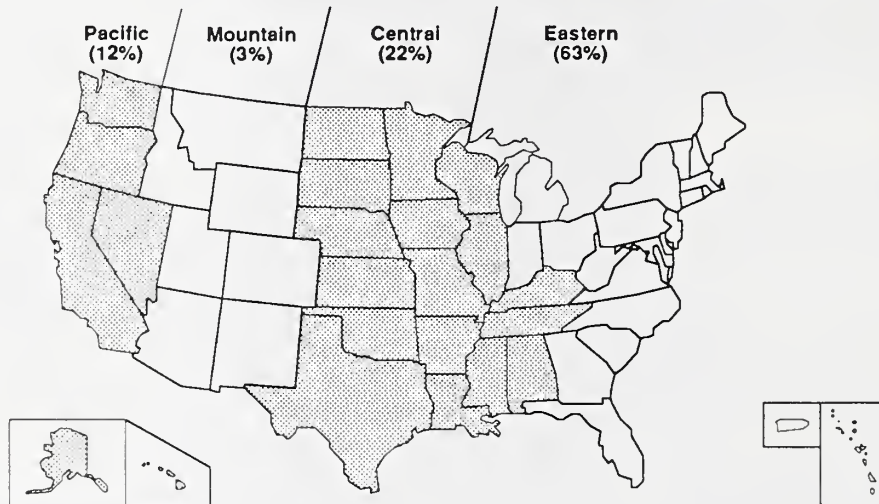 Pacific
(12%)
Mountain
(3%)
Central
(22%)
Eastern
(63%)